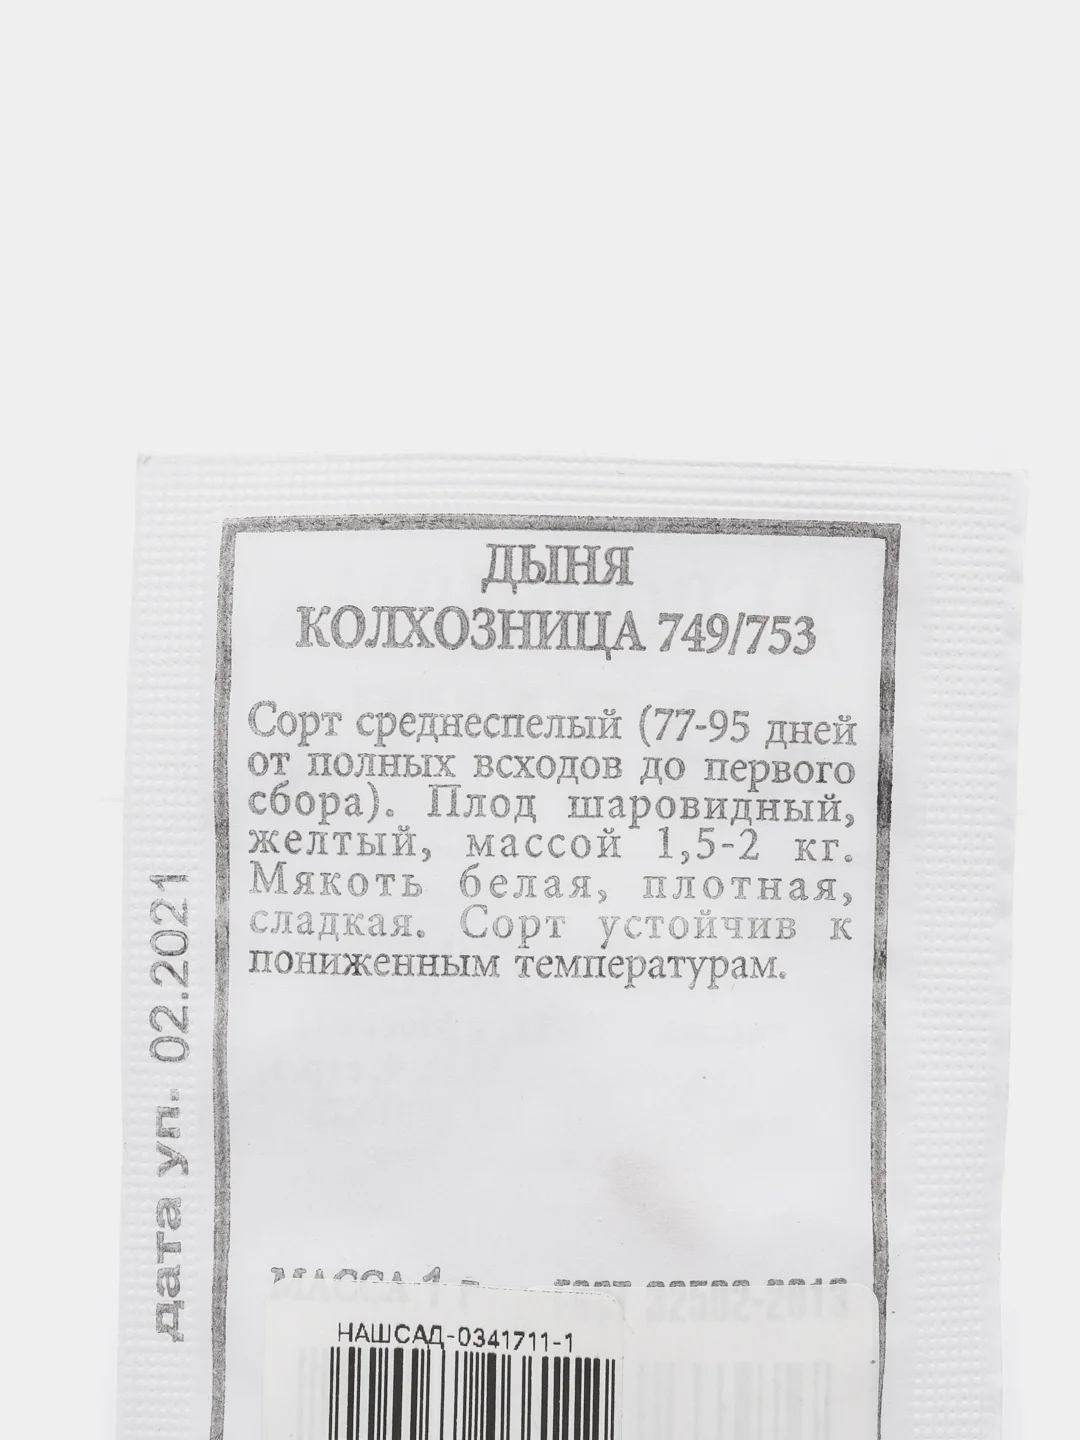 ДЫНЯ
КОЛХОЗНИЦА 749/753
Сорт среднеспелый (77-95 дней
от полных всходов до первого
сбора). Плод шаровидный,
желтый, массой 1,5-2 кг.
Мякоть белая, плотная,
сладкая. Сорт устойчив к
пониженным температурам.
дата уп. 02.2021
МАССА 1 г
НАШСАД-0341711-1